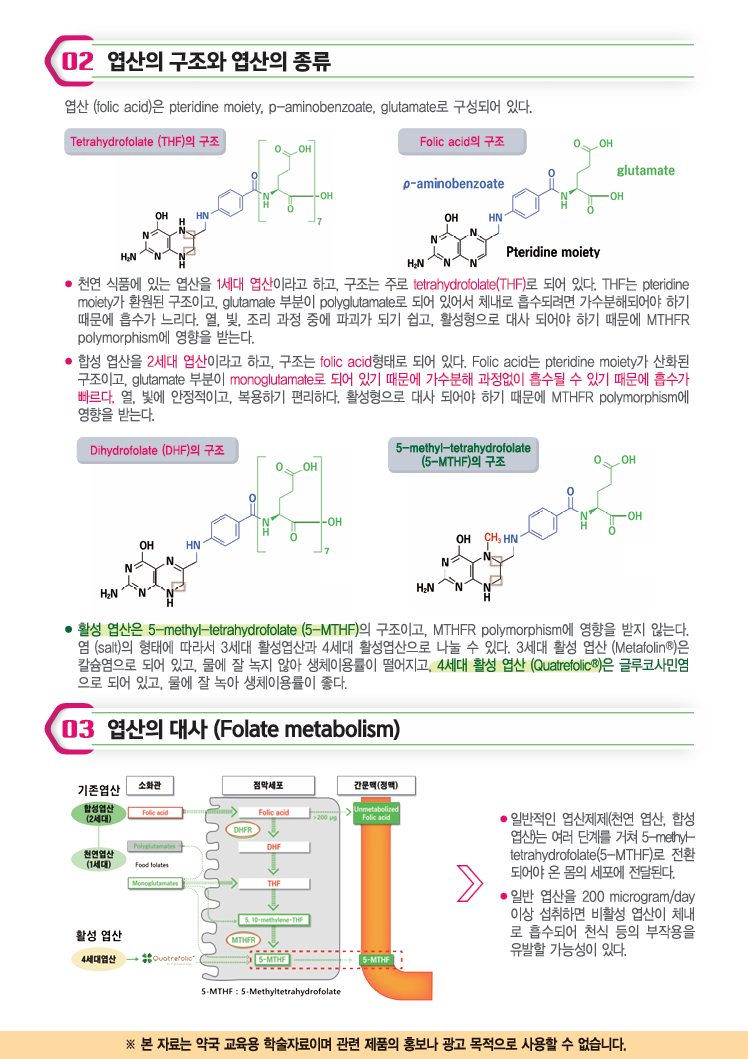 02 엽산의 구조와 엽산의 종류
엽산 (folic acid)은 pteridine moiety, p-aminobenzoate, glutamate로 구성되어 있다.
Tetrahydrofolate (THF)의 구조
O OH
O
N
H
O
OH
7
HN
OH
H
N
N
N
N
H
H₂N
Folic acid의 구조
O OH
glutamate
ρ-aminobenzoate
O
N
H
O
OH
HN
OH
N
N
N
N
H₂N
Pteridine moiety
● 천연 식품에 있는 엽산을 1세대 엽산이라고 하고, 구조는 주로 tetrahydrofolate(THF)로 되어 있다. THF는 pteridine
moiety가 환원된 구조이고, glutamate 부분이 polyglutamate로 되어 있어서 체내로 흡수되려면 가수분해되어야 하기
때문에 흡수가 느리다. 열, 빛, 조리 과정 중에 파괴가 되기 쉽고, 활성형으로 대사 되어야 하기 때문에 MTHFR
polymorphism에 영향을 받는다.
● 합성 엽산을 2세대 엽산이라고 하고, 구조는 folic acid형태로 되어 있다. Folic acid는 pteridine moiety가 산화된
구조이고, glutamate 부분이 monoglutamate로 되어 있기 때문에 가수분해 과정없이 흡수될 수 있기 때문에 흡수가
빠르다. 열, 빛에 안정적이고, 복용하기 편리하다. 활성형으로 대사 되어야 하기 때문에 MTHFR polymorphism에
영향을 받는다.
Dihydrofolate (DHF)의 구조
O OH
O
N
H
O
OH
7
HN
OH
N
N
N
N
H
H₂N
5-methyl-tetrahydrofolate
(5-MTHF)의 구조
O OH
O
N
H
O
OH
CH₃ HN
OH
N
N
N
N
H
H₂N
● 활성 엽산은 5-methyl-tetrahydrofolate (5-MTHF)의 구조이고, MTHFR polymorphism에 영향을 받지 않는다.
염 (salt)의 형태에 따라서 3세대 활성엽산과 4세대 활성엽산으로 나눌 수 있다. 3세대 활성 엽산 (Metafolin®)은
칼슘염으로 되어 있고, 물에 잘 녹지 않아 생체이용률이 떨어지고, 4세대 활성 엽산 (Quatrefolic®)은 글루코사민염
으로 되어 있고, 물에 잘 녹아 생체이용률이 좋다.
03 엽산의 대사 (Folate metabolism)
기존엽산
소화관
점막세포
간문맥(정맥)
합성엽산
(2세대)
Folic acid
Folic acid
>200 μg
Unmetabolized
Folic acid
DHFR
천연엽산
(1세대)
Polyglutamates
DHF
Food folates
Monoglutamates
THF
5, 10-methylene-THF
MTHFR
활성 엽산
4세대엽산
Quatrefolic
5-MTHF
5-MTHF
5-MTHF : 5-Methyltetrahydrofolate
● 일반적인 엽산제제(천연 엽산, 합성
엽산)는 여러 단계를 거쳐 5-methyl-
tetrahydrofolate(5-MTHF)로 전환
되어야 온 몸의 세포에 전달된다.
● 일반 엽산을 200 microgram/day
이상 섭취하면 비활성 엽산이 체내
로 흡수되어 천식 등의 부작용을
유발할 가능성이 있다.
※ 본 자료는 약국 교육용 학술자료이며 관련 제품의 홍보나 광고 목적으로 사용할 수 없습니다.